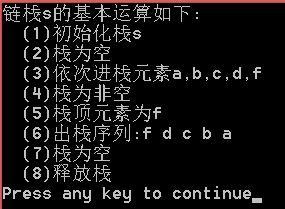 链栈s的基本运算如下:
(1)初始化栈s
(2)栈为空
(3)依次进栈元素a,b,c,d,f
(4)栈为非空
(5)栈顶元素为f
(6)出栈序列:f d c b a
(7)栈为空
(8)释放栈
Press any key to continue_